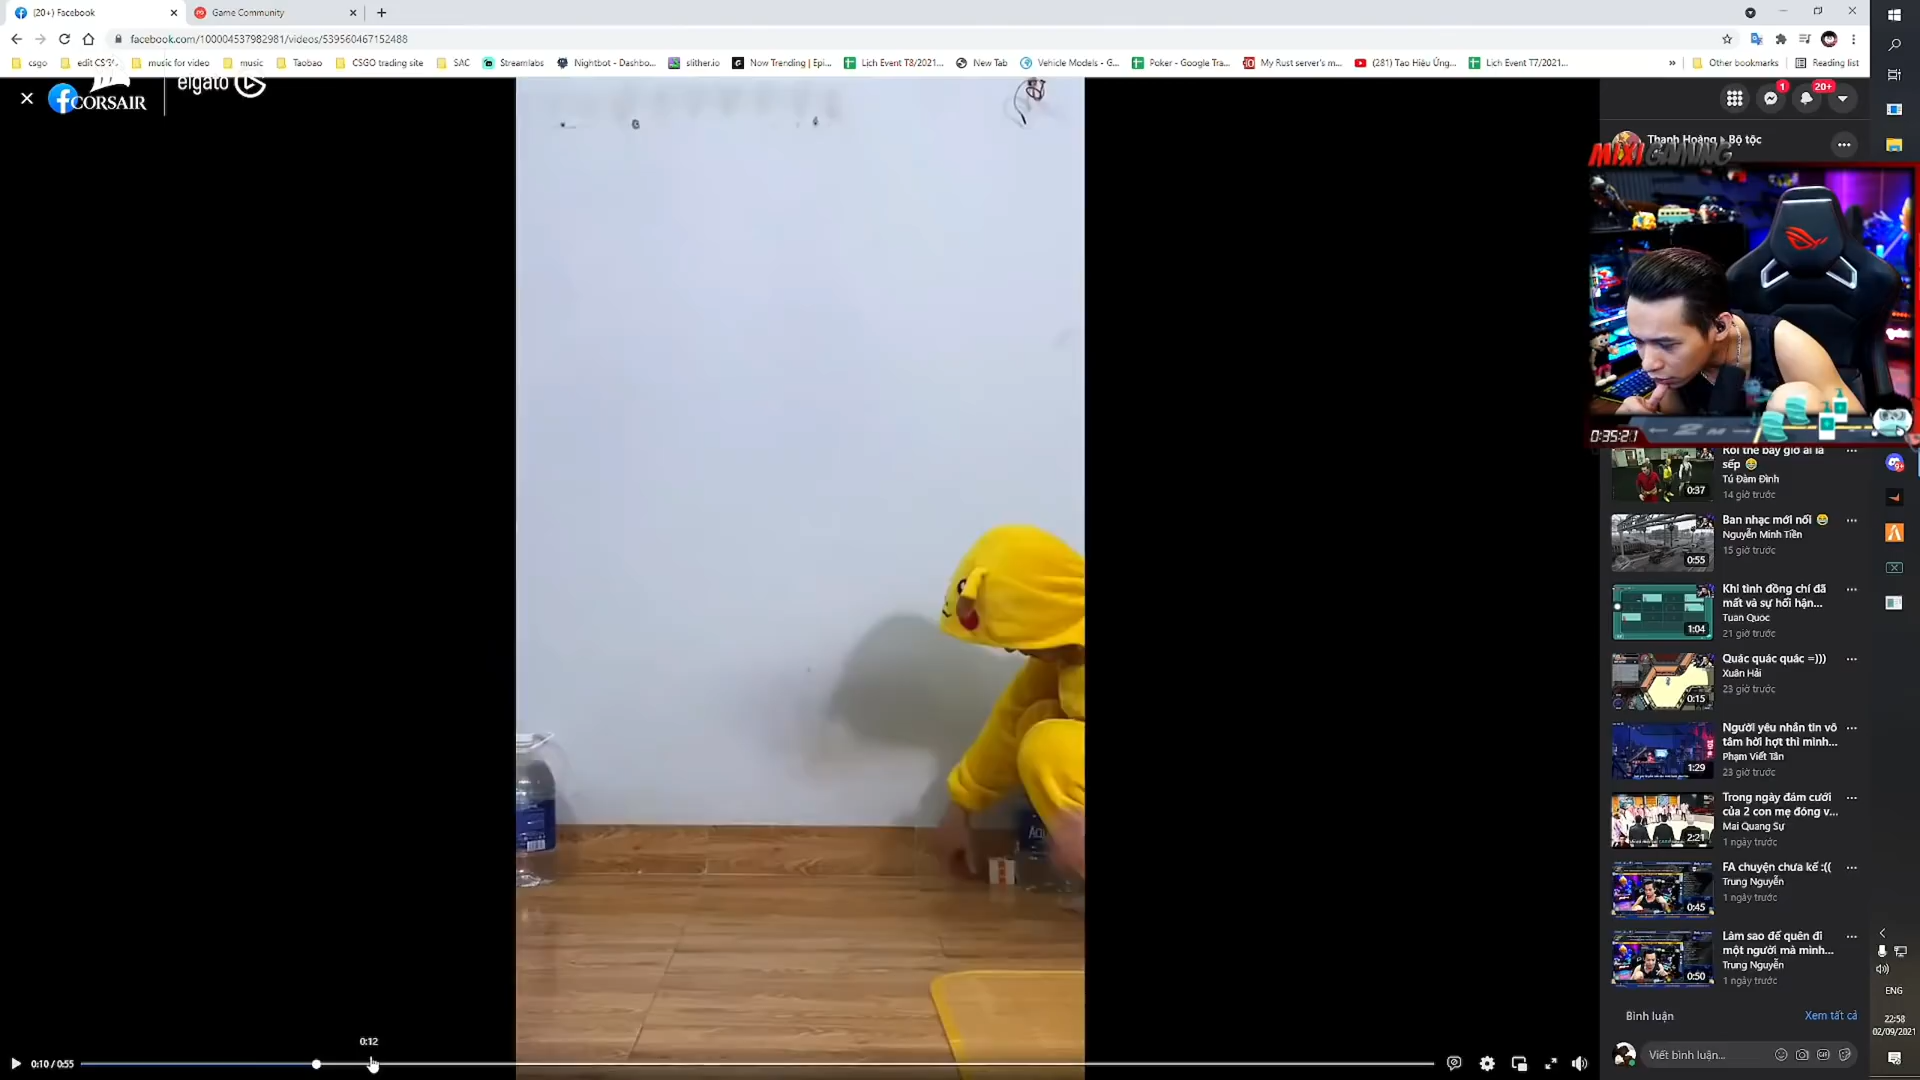 (20+) Facebook
Game Community
facebook.com/100004537982981/videos/539560467152488
csgo
edit CSGO
music for video
music
Taobao
CSGO trading site
SAC
Streamlabs
Nightbot - Dashbo...
slither.io
Now Trending | Epi...
Lich Event T8/2021...
New Tab
Vehicle Models - G...
Poker - Google Tra...
My Rust server's m...
(281) Tao Hiệu Ứng...
Lich Event T7/2021...
»
Other bookmarks
Reading list
CORSAIR
elgato
1
20+
Thanh Hoàng ▸ Bộ tộc
MIXIGAMING
0:35:21
2 M
Rồi thế bây giờ ai là
sếp 😂
Tú Đàm Đình
14 giờ trước
0:37
Ban nhạc mới nổi 😂
Nguyễn Minh Tiến
15 giờ trước
0:55
Khi tình đồng chí đã
mất và sự hối hận...
Tuan Quoc
21 giờ trước
1:04
Quác quác quác =)))
Xuân Hải
23 giờ trước
0:15
Người yêu nhắn tin vô
tâm hời hợt thì mình...
Phạm Viết Tân
23 giờ trước
1:29
Trong ngày đám cưới
của 2 con mẹ đóng v...
Mai Quang Sự
1 ngày trước
2:21
FA chuyện chưa kể :((
Trung Nguyễn
1 ngày trước
0:45
Làm sao để quên đi
một người mà mình...
Trung Nguyễn
1 ngày trước
0:50
Bình luận
Xem tất cả
Viết bình luận...
0:12
0:10 / 0:55
ENG
22:58
02/09/2021